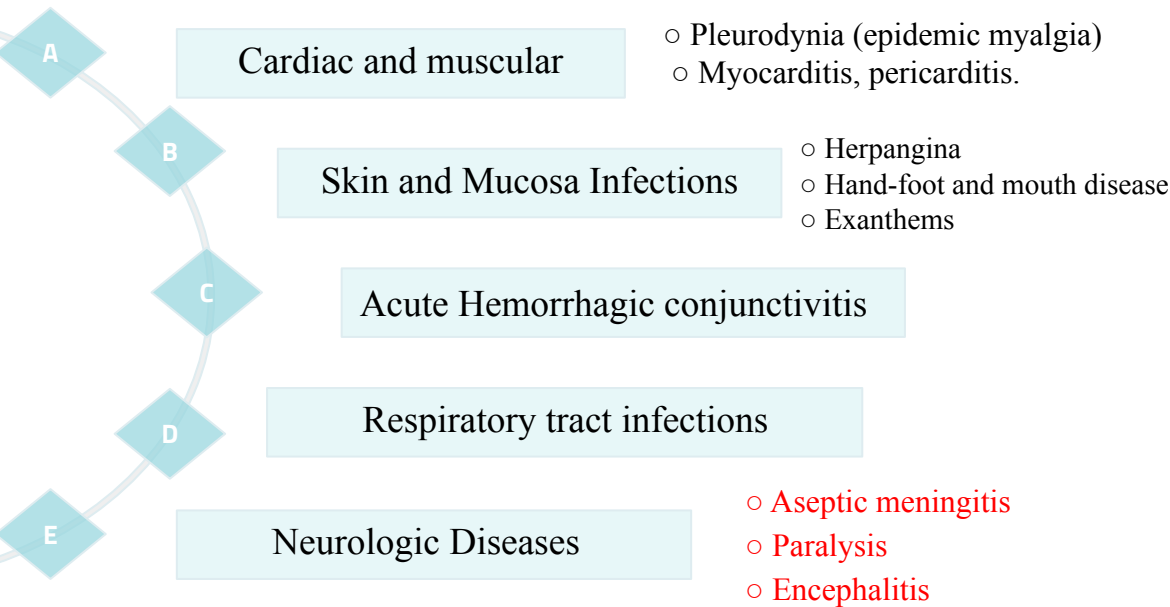 A
Cardiac and muscular
○ Pleurodynia (epidemic myalgia)
○ Myocarditis, pericarditis.
B
Skin and Mucosa Infections
○ Herpangina
○ Hand-foot and mouth disease
○ Exanthems
C
Acute Hemorrhagic conjunctivitis
D
Respiratory tract infections
E
Neurologic Diseases
○ Aseptic meningitis
○ Paralysis
○ Encephalitis